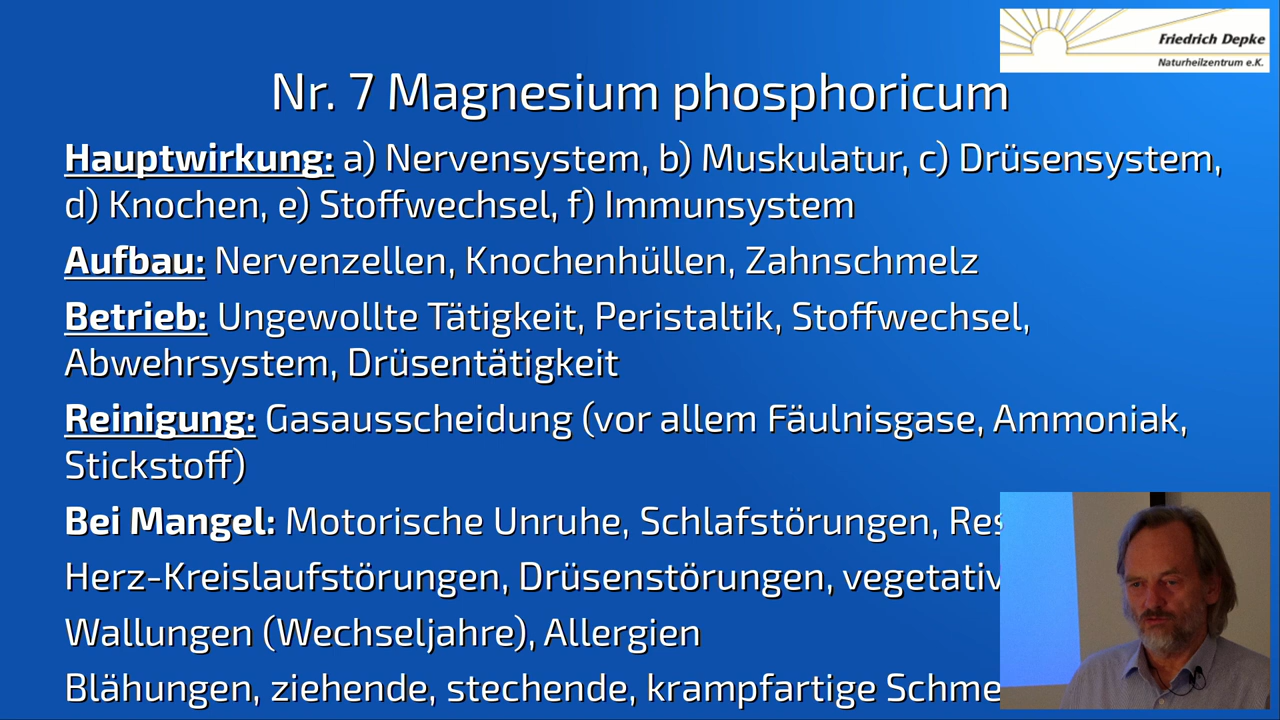 Friedrich Depke
Naturheilzentrum e.K.
Nr. 7 Magnesium phosphoricum
Hauptwirkung: a) Nervensystem, b) Muskulatur, c) Drüsensystem,
d) Knochen, e) Stoffwechsel, f) Immunsystem
Aufbau: Nervenzellen, Knochenhüllen, Zahnschmelz
Betrieb: Ungewollte Tätigkeit, Peristaltik, Stoffwechsel,
Abwehrsystem, Drüsentätigkeit
Reinigung: Gasausscheidung (vor allem Fäulnisgase, Ammoniak,
Stickstoff)
Bei Mangel: Motorische Unruhe, Schlafstörungen,
Herz-Kreislaufstörungen, Drüsenstörungen,
Wallungen (Wechseljahre), Allergien
Blähungen, ziehende, stechende, krampfartige